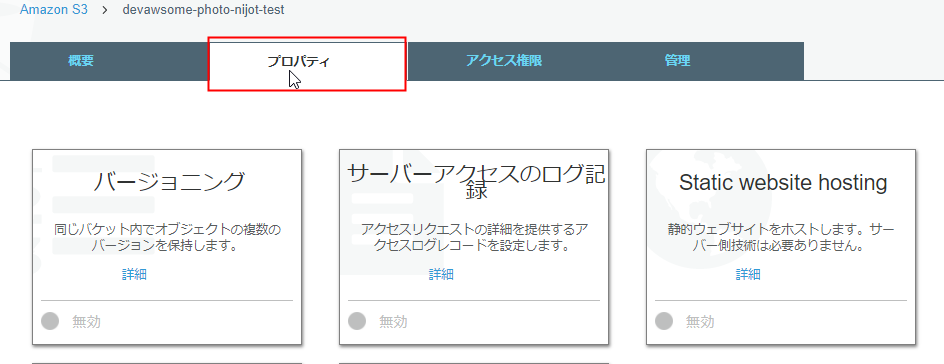 Amazon S3 > devawsome-photo-nijot-test
概要 プロパティ アクセス権限 管理
バージョニング
同じバケット内でオブジェクトの複数の
バージョンを保持します。
詳細
無効
サーバーアクセスのログ記
録
アクセスリクエストの詳細を提供するア
クセスログレコードを設定します。
詳細
無効
Static website hosting
静的ウェブサイトをホストします。サー
バー側技術は必要ありません。
詳細
無効